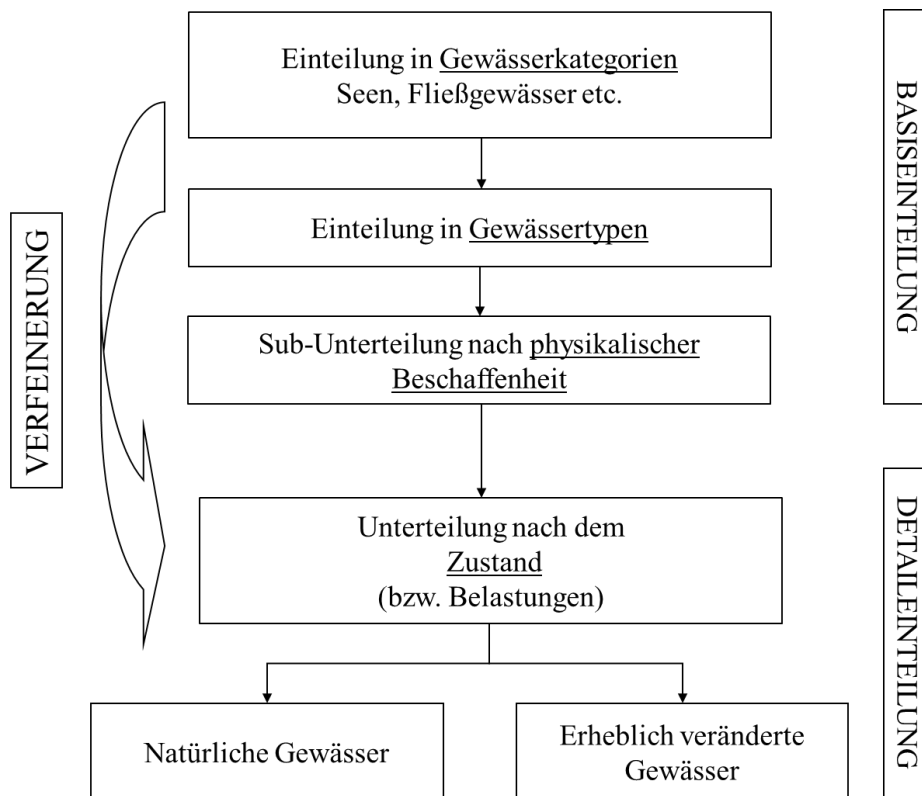 Einteilung in Gewässerkategorien
Seen, Fließgewässer etc.
Einteilung in Gewässertypen
Sub-Unterteilung nach physikalischer
Beschaffenheit
Unterteilung nach dem
Zustand
(bzw. Belastungen)
Natürliche Gewässer
Erheblich veränderte
Gewässer
VERFEINERUNG
BASISEINTEILUNG
DETAILEINTEILUNG